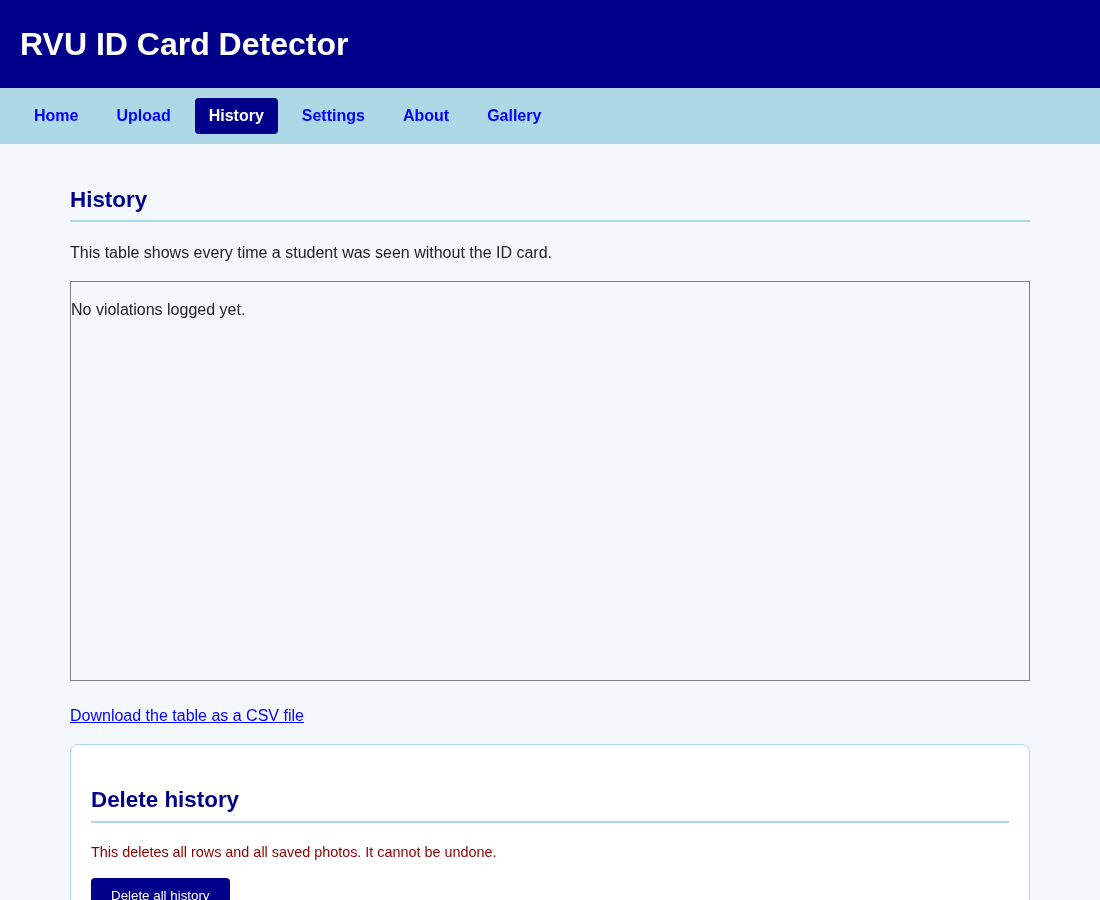 RVU ID Card Detector
Home Upload History Settings About Gallery
History
This table shows every time a student was seen without the ID card.
No violations logged yet.
Download the table as a CSV file
Delete history
This deletes all rows and all saved photos. It cannot be undone.
Delete all history